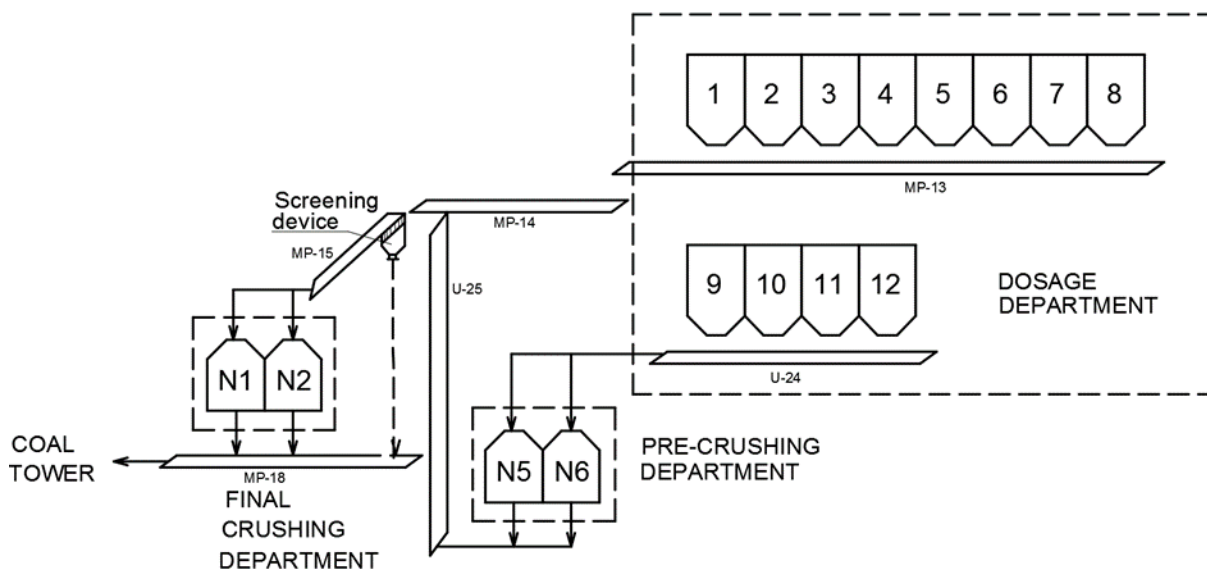 1 2 3 4 5 6 7 8
MP-13
Screening
device
MP-14
MP-15
U-25
9 10 11 12
DOSAGE
DEPARTMENT
U-24
N1 N2
COAL
TOWER
MP-18
N5 N6
PRE-CRUSHING
DEPARTMENT
FINAL
CRUSHING
DEPARTMENT